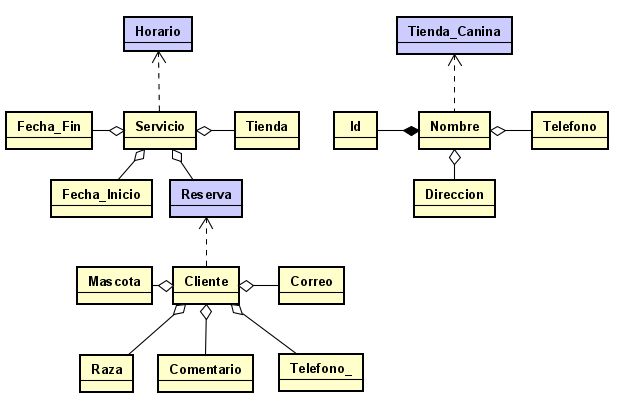 Horario
Tienda_Canina
Fecha_Fin
Servicio
Tienda
Id
Nombre
Telefono
Fecha_Inicio
Reserva
Direccion
Mascota
Cliente
Correo
Raza
Comentario
Telefono_